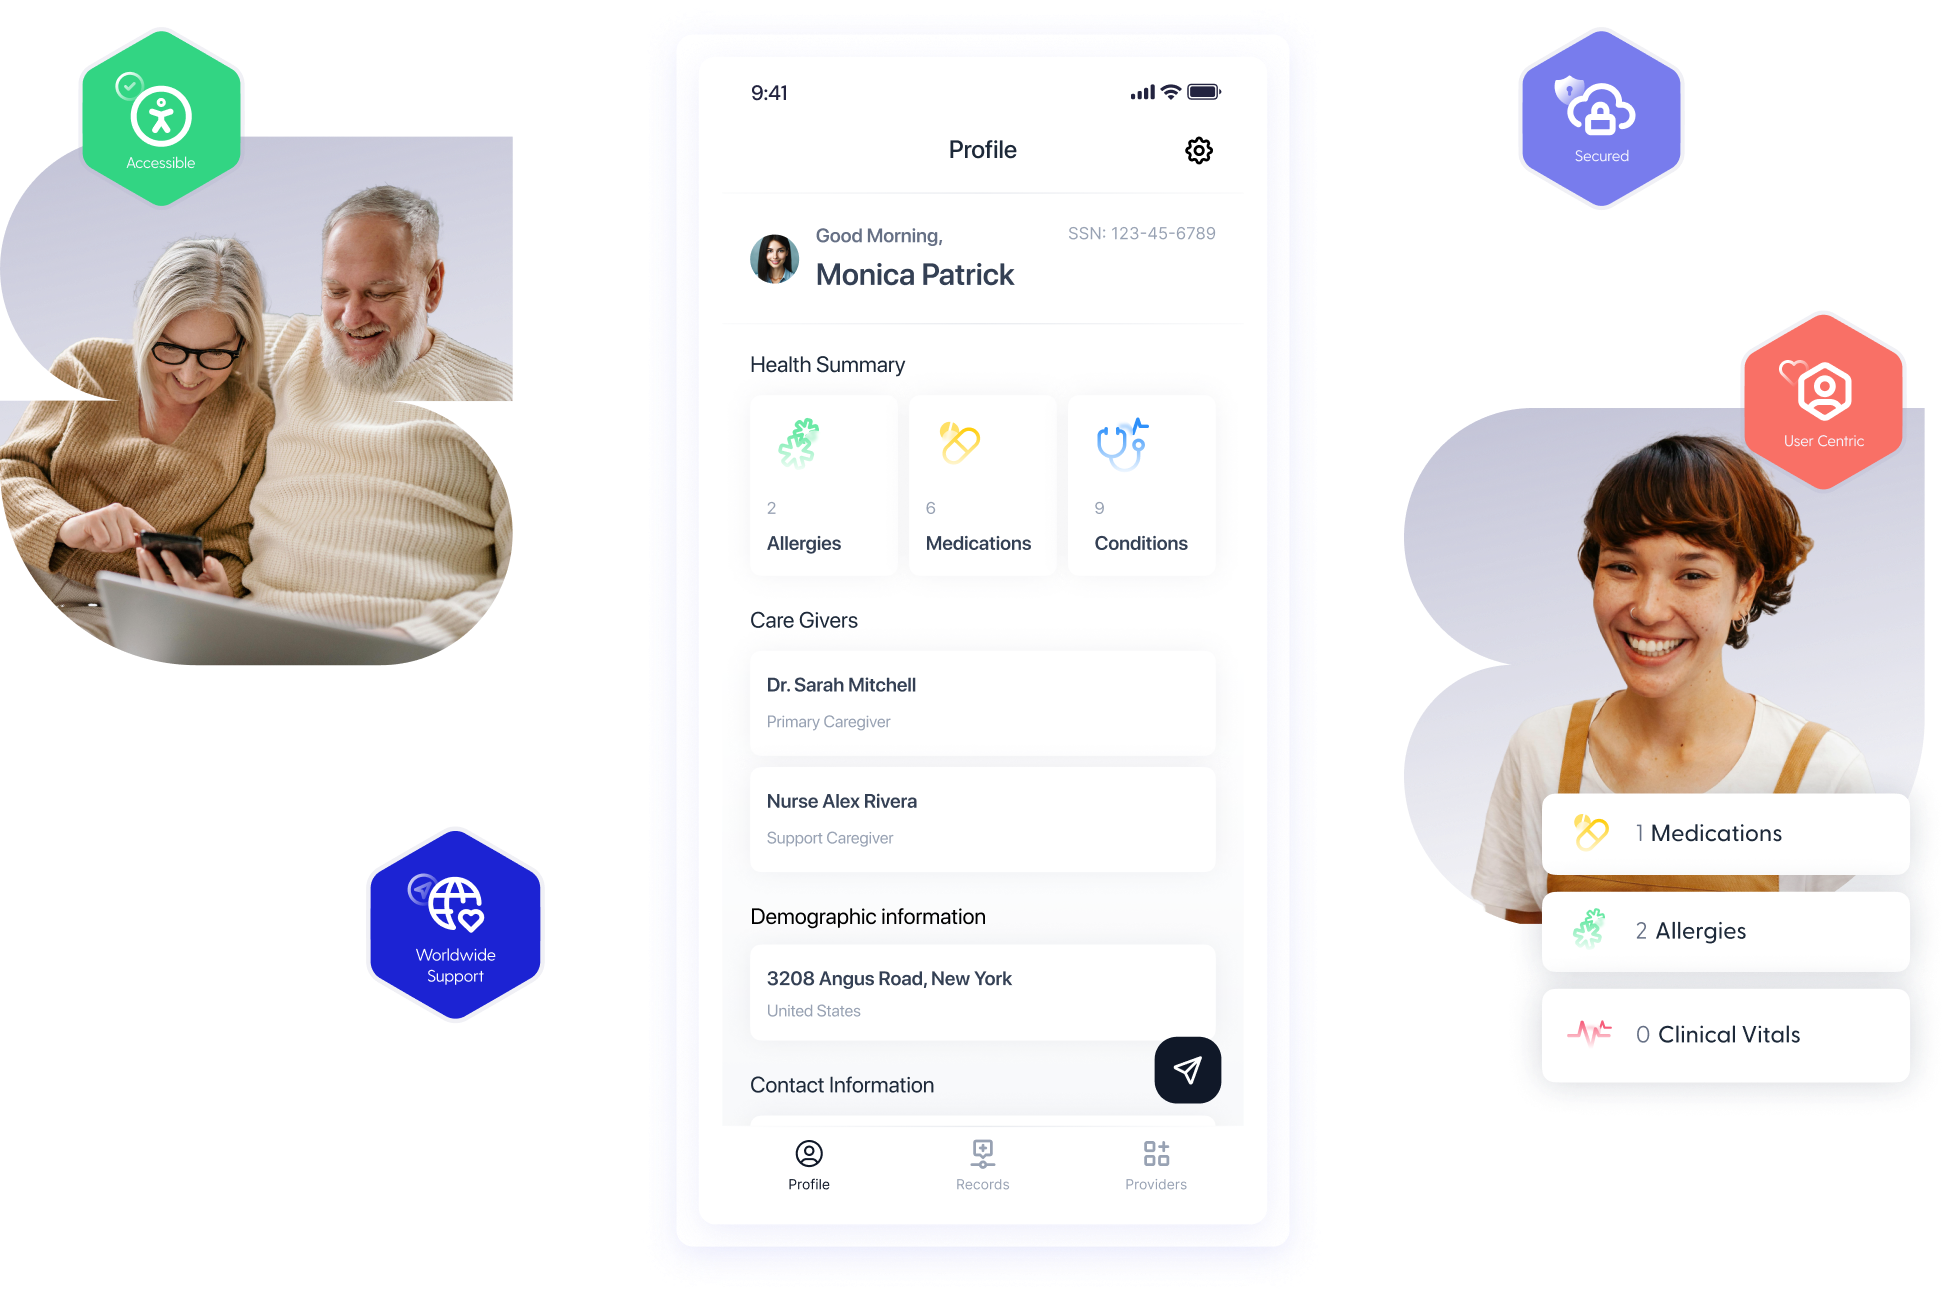 Accessible
Worldwide
Support
9:41
Profile
Good Morning,
SSN: 123-45-6789
Monica Patrick
Health Summary
2
Allergies
6
Medications
9
Conditions
Care Givers
Dr. Sarah Mitchell
Primary Caregiver
Nurse Alex Rivera
Support Caregiver
Demographic information
3208 Angus Road, New York
United States
Contact Information
Profile
Records
Providers
Secured
User Centric
1 Medications
2 Allergies
0 Clinical Vitals